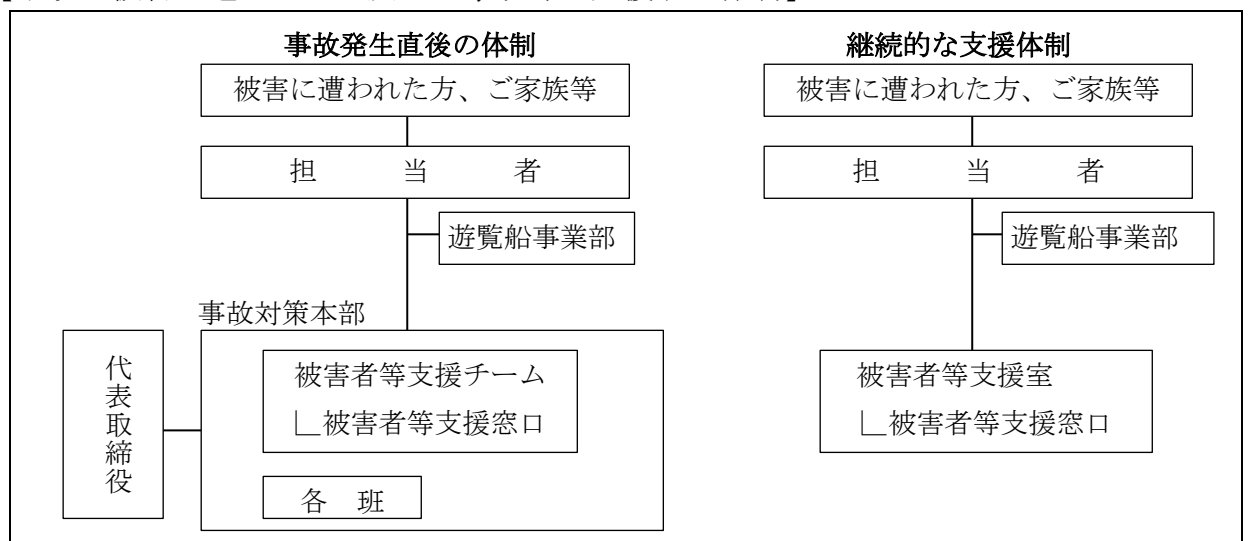 事故発生直後の体制
被害に遭われた方、ご家族等
担　当　者
遊覧船事業部
事故対策本部
代表取締役
被害者等支援チーム
∟被害者等支援窓口
各　班
継続的な支援体制
被害に遭われた方、ご家族等
担　当　者
遊覧船事業部
被害者等支援室
∟被害者等支援窓口